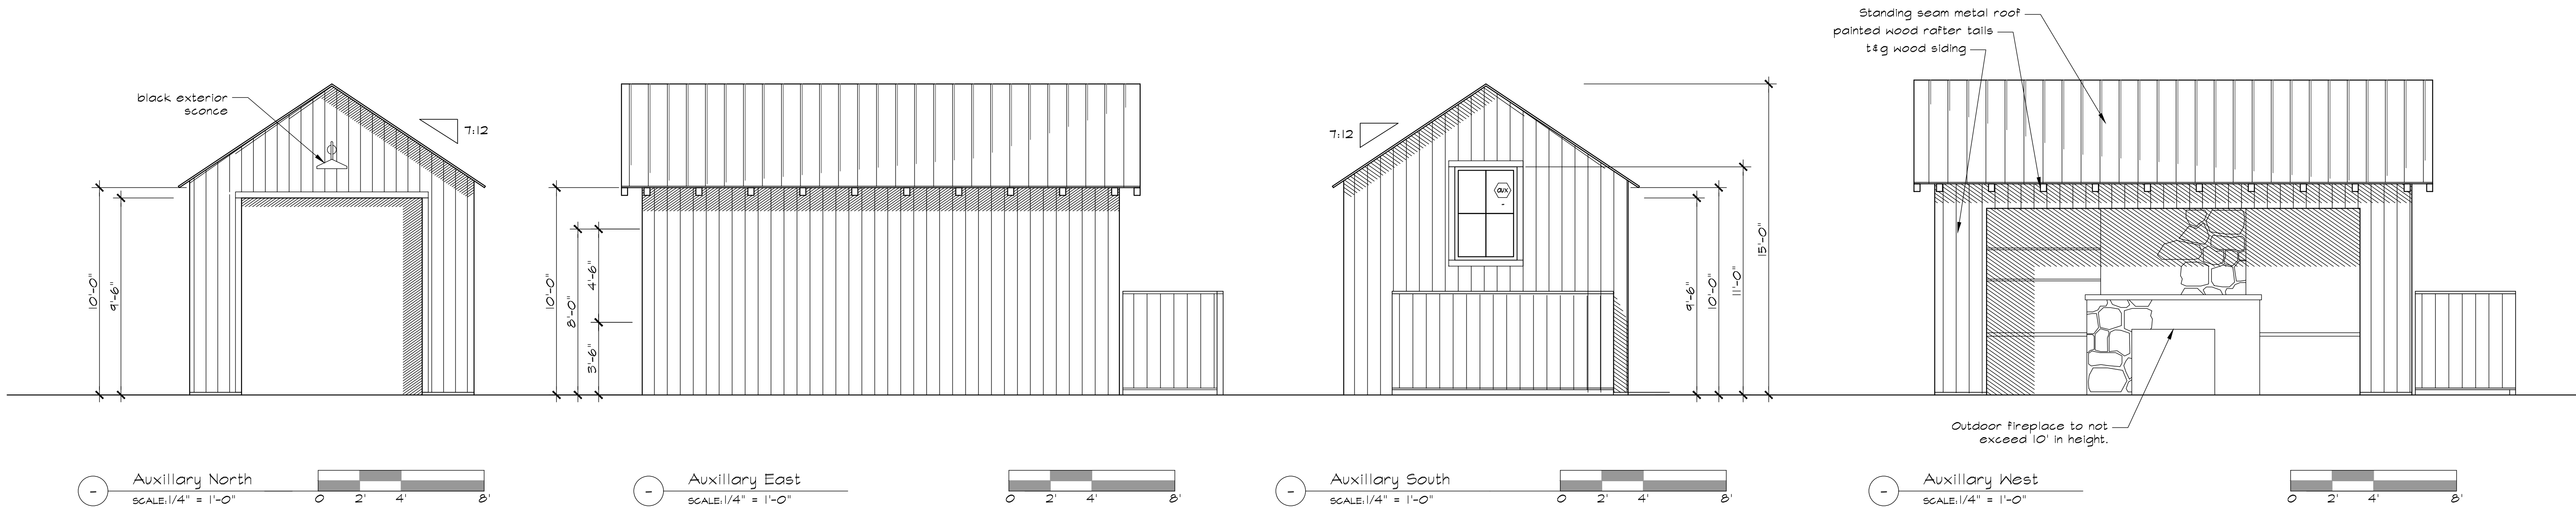 black exterior
sconce
7:12
10'-0"
9'-6"
Auxillary North
SCALE:1/4" = 1'-0"
0 2' 4' 8'
10'-0"
8'-0"
4'-6"
3'-6"
Auxillary East
SCALE:1/4" = 1'-0"
0 2' 4' 8'
7:12
aux
-
9'-6"
10'-0"
11'-0"
15'-0"
Auxillary South
SCALE:1/4" = 1'-0"
0 2' 4' 8'
Standing seam metal roof
painted wood rafter tails
t&g wood siding
Outdoor fireplace to not
exceed 10' in height.
Auxillary West
SCALE:1/4" = 1'-0"
0 2' 4' 8'